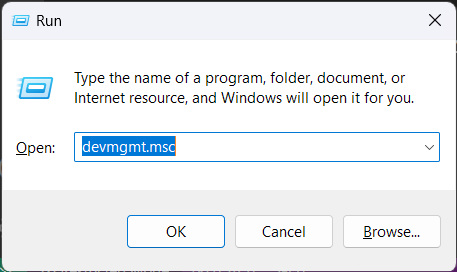 Run
Type the name of a program, folder, document, or
Internet resource, and Windows will open it for you.
Open: devmgmt.msc
OK Cancel Browse...